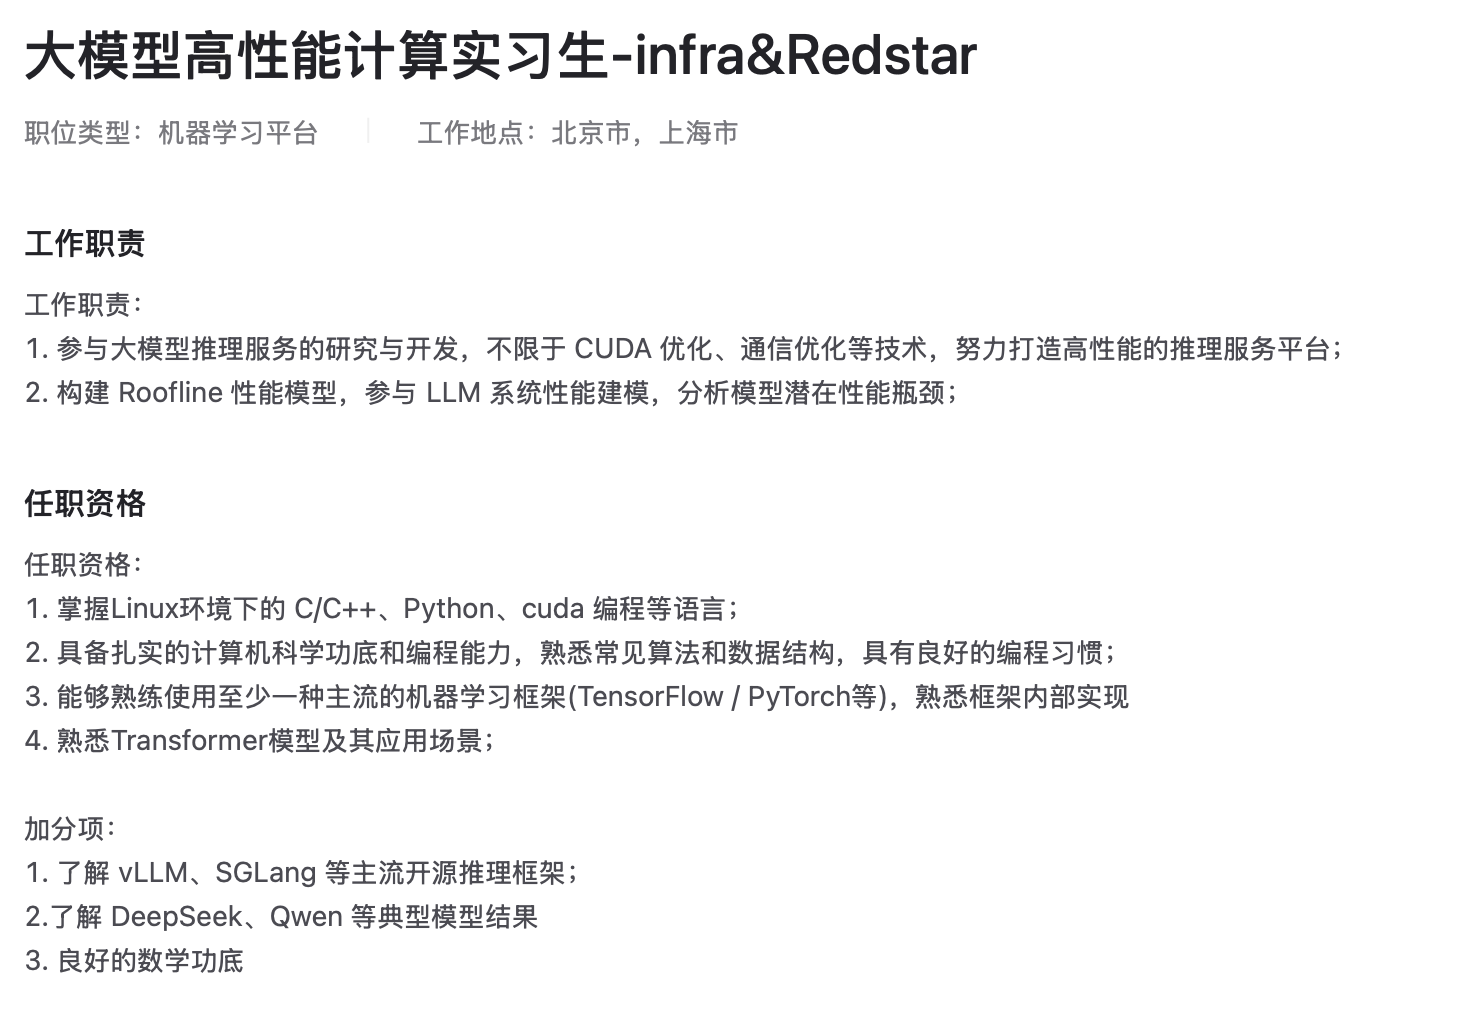 大模型高性能计算实习生-infra&Redstar
职位类型：机器学习平台 工作地点：北京市，上海市
工作职责
工作职责：
1. 参与大模型推理服务的研究与开发，不限于 CUDA 优化、通信优化等技术，努力打造高性能的推理服务平台；
2. 构建 Roofline 性能模型，参与 LLM 系统性能建模，分析模型潜在性能瓶颈；
任职资格
任职资格：
1. 掌握Linux环境下的 C/C++、Python、cuda 编程等语言；
2. 具备扎实的计算机科学功底和编程能力，熟悉常见算法和数据结构，具有良好的编程习惯；
3. 能够熟练使用至少一种主流的机器学习框架(TensorFlow / PyTorch等)，熟悉框架内部实现
4. 熟悉Transformer模型及其应用场景；
加分项：
1. 了解 vLLM、SGLang 等主流开源推理框架；
2.了解 DeepSeek、Qwen 等典型模型结果
3. 良好的数学功底